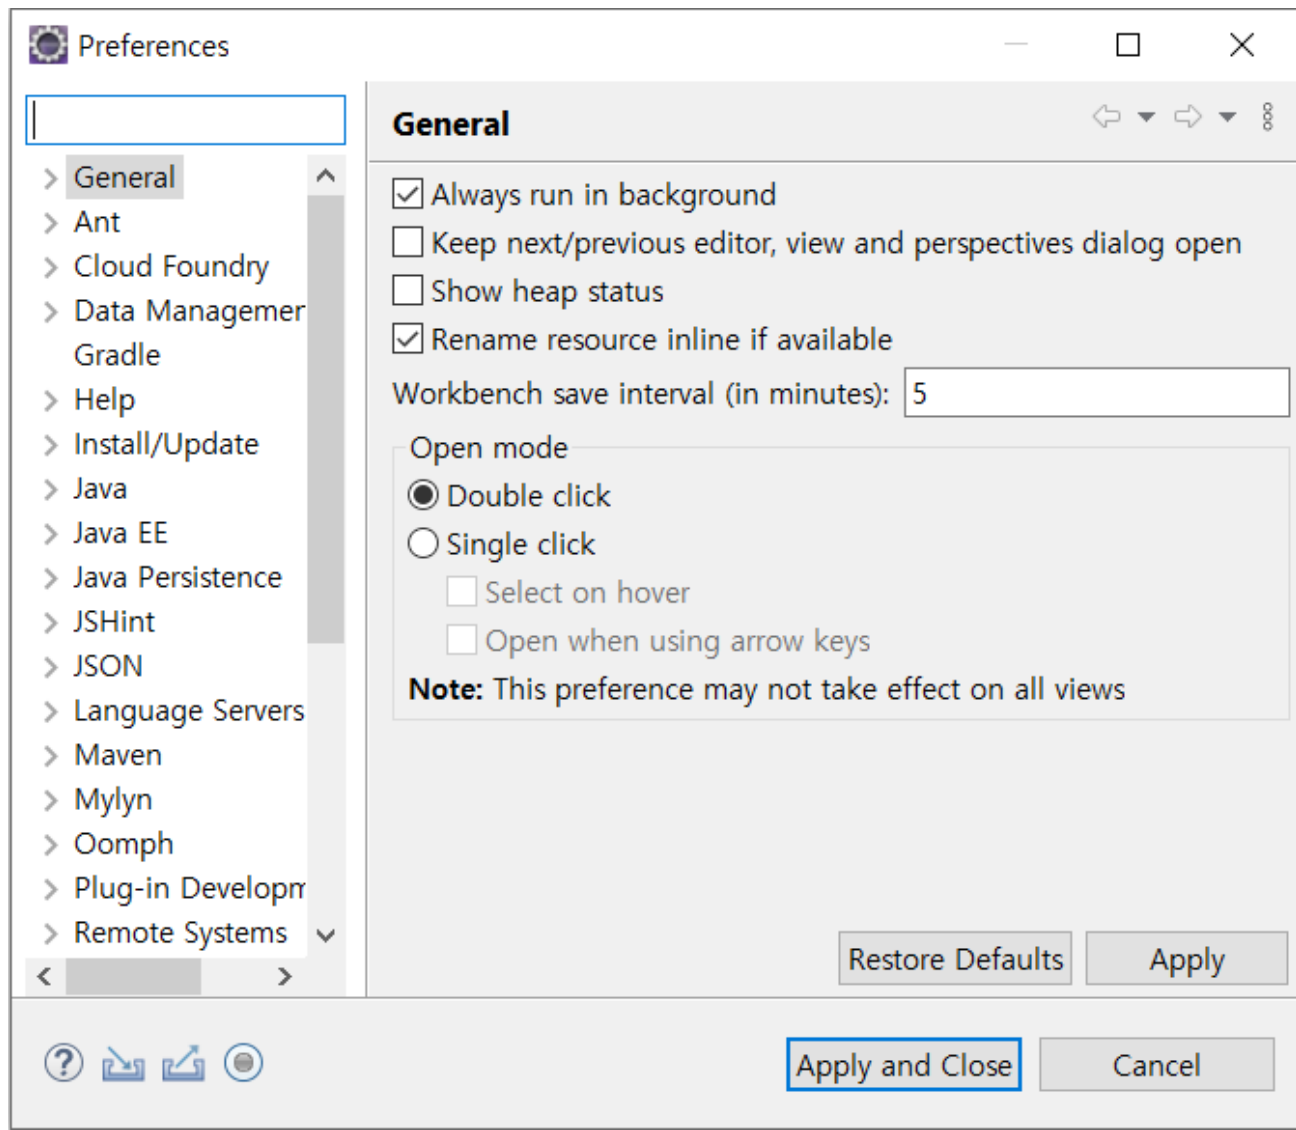 Preferences
General
General
Ant
Cloud Foundry
Data Managemer
Gradle
Help
Install/Update
Java
Java EE
Java Persistence
JSHint
JSON
Language Servers
Maven
Mylyn
Oomph
Plug-in Developm
Remote Systems
Always run in background
Keep next/previous editor, view and perspectives dialog open
Show heap status
Rename resource inline if available
Workbench save interval (in minutes): 5
Open mode
Double click
Single click
Select on hover
Open when using arrow keys
Note: This preference may not take effect on all views
Restore Defaults Apply
Apply and Close Cancel